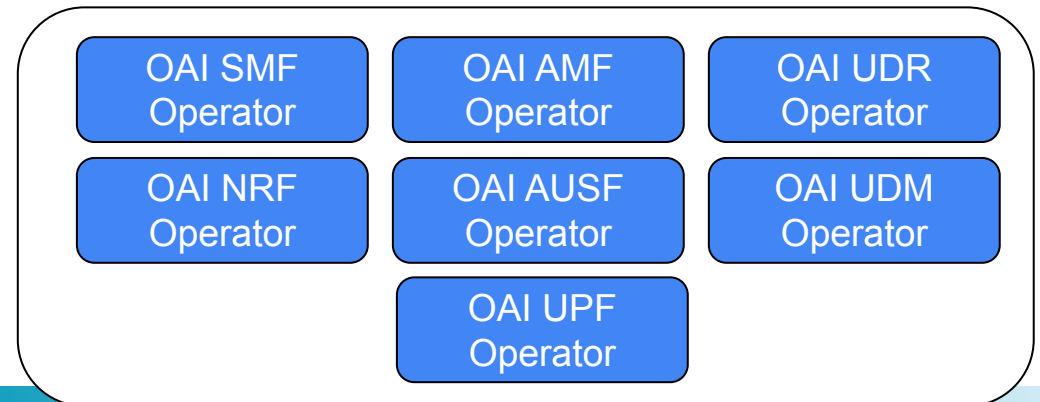 OAI SMF
Operator
OAI AMF
Operator
OAI UDR
Operator
OAI NRF
Operator
OAI AUSF
Operator
OAI UDM
Operator
OAI UPF
Operator